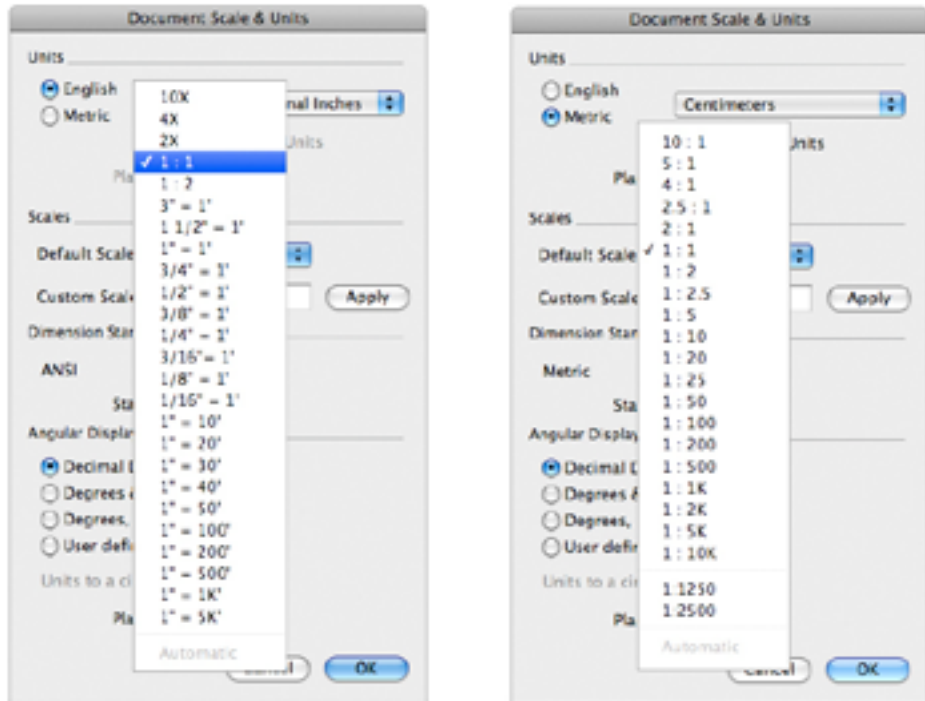 Document Scale & Units
Units
English
Metric
nal Inches
Units
Pla
10X
4X
2X
✓ 1 : 1
1 : 2
3" = 1'
1 1/2" = 1'
1" = 1'
3/4" = 1'
1/2" = 1'
3/8" = 1'
1/4" = 1'
3/16" = 1'
1/8" = 1'
1/16" = 1'
1" = 10'
1" = 20'
1" = 30'
1" = 40'
1" = 50'
1" = 100'
1" = 200'
1" = 500'
1" = 1K'
1" = 5K'
Automatic
Scales
Default Scale
Custom Scale
Apply
Dimension Stan
ANSI
Sta
Angular Display
Decimal D
Degrees &
Degrees,
User defin
Units to a ci
Pla
Cancel
OK
Document Scale & Units
Units
English
Metric
Centimeters
Units
Pla
10 : 1
5 : 1
4 : 1
2.5 : 1
2 : 1
✓ 1 : 1
1 : 2
1 : 2.5
1 : 5
1 : 10
1 : 20
1 : 25
1 : 50
1 : 100
1 : 200
1 : 500
1 : 1K
1 : 2K
1 : 5K
1 : 10K
1:1250
1:2500
Automatic
Scales
Default Scale
Custom Scale
Apply
Dimension Stan
Metric
Sta
Angular Display
Decimal D
Degrees &
Degrees,
User defin
Units to a cir
Pla
Cancel
OK